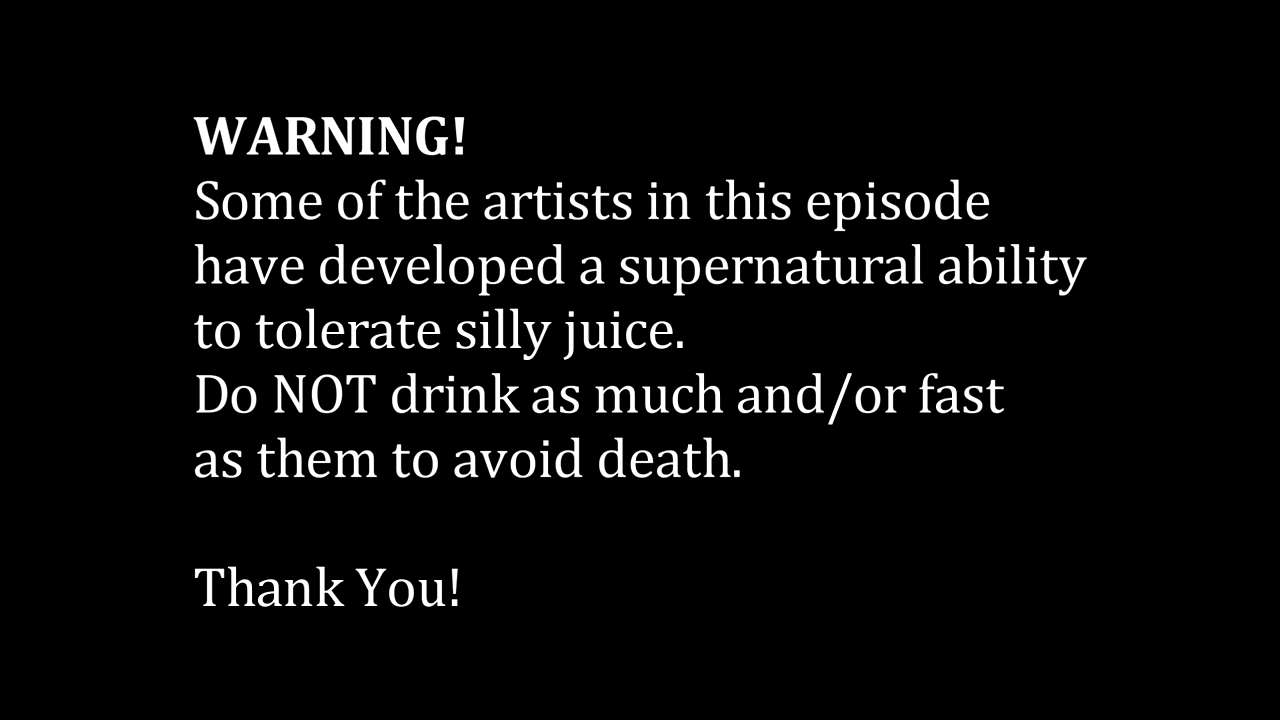 WARNING!
Some of the artists in this episode
have developed a supernatural ability
to tolerate silly juice.
Do NOT drink as much and/or fast
as them to avoid death.
Thank You!